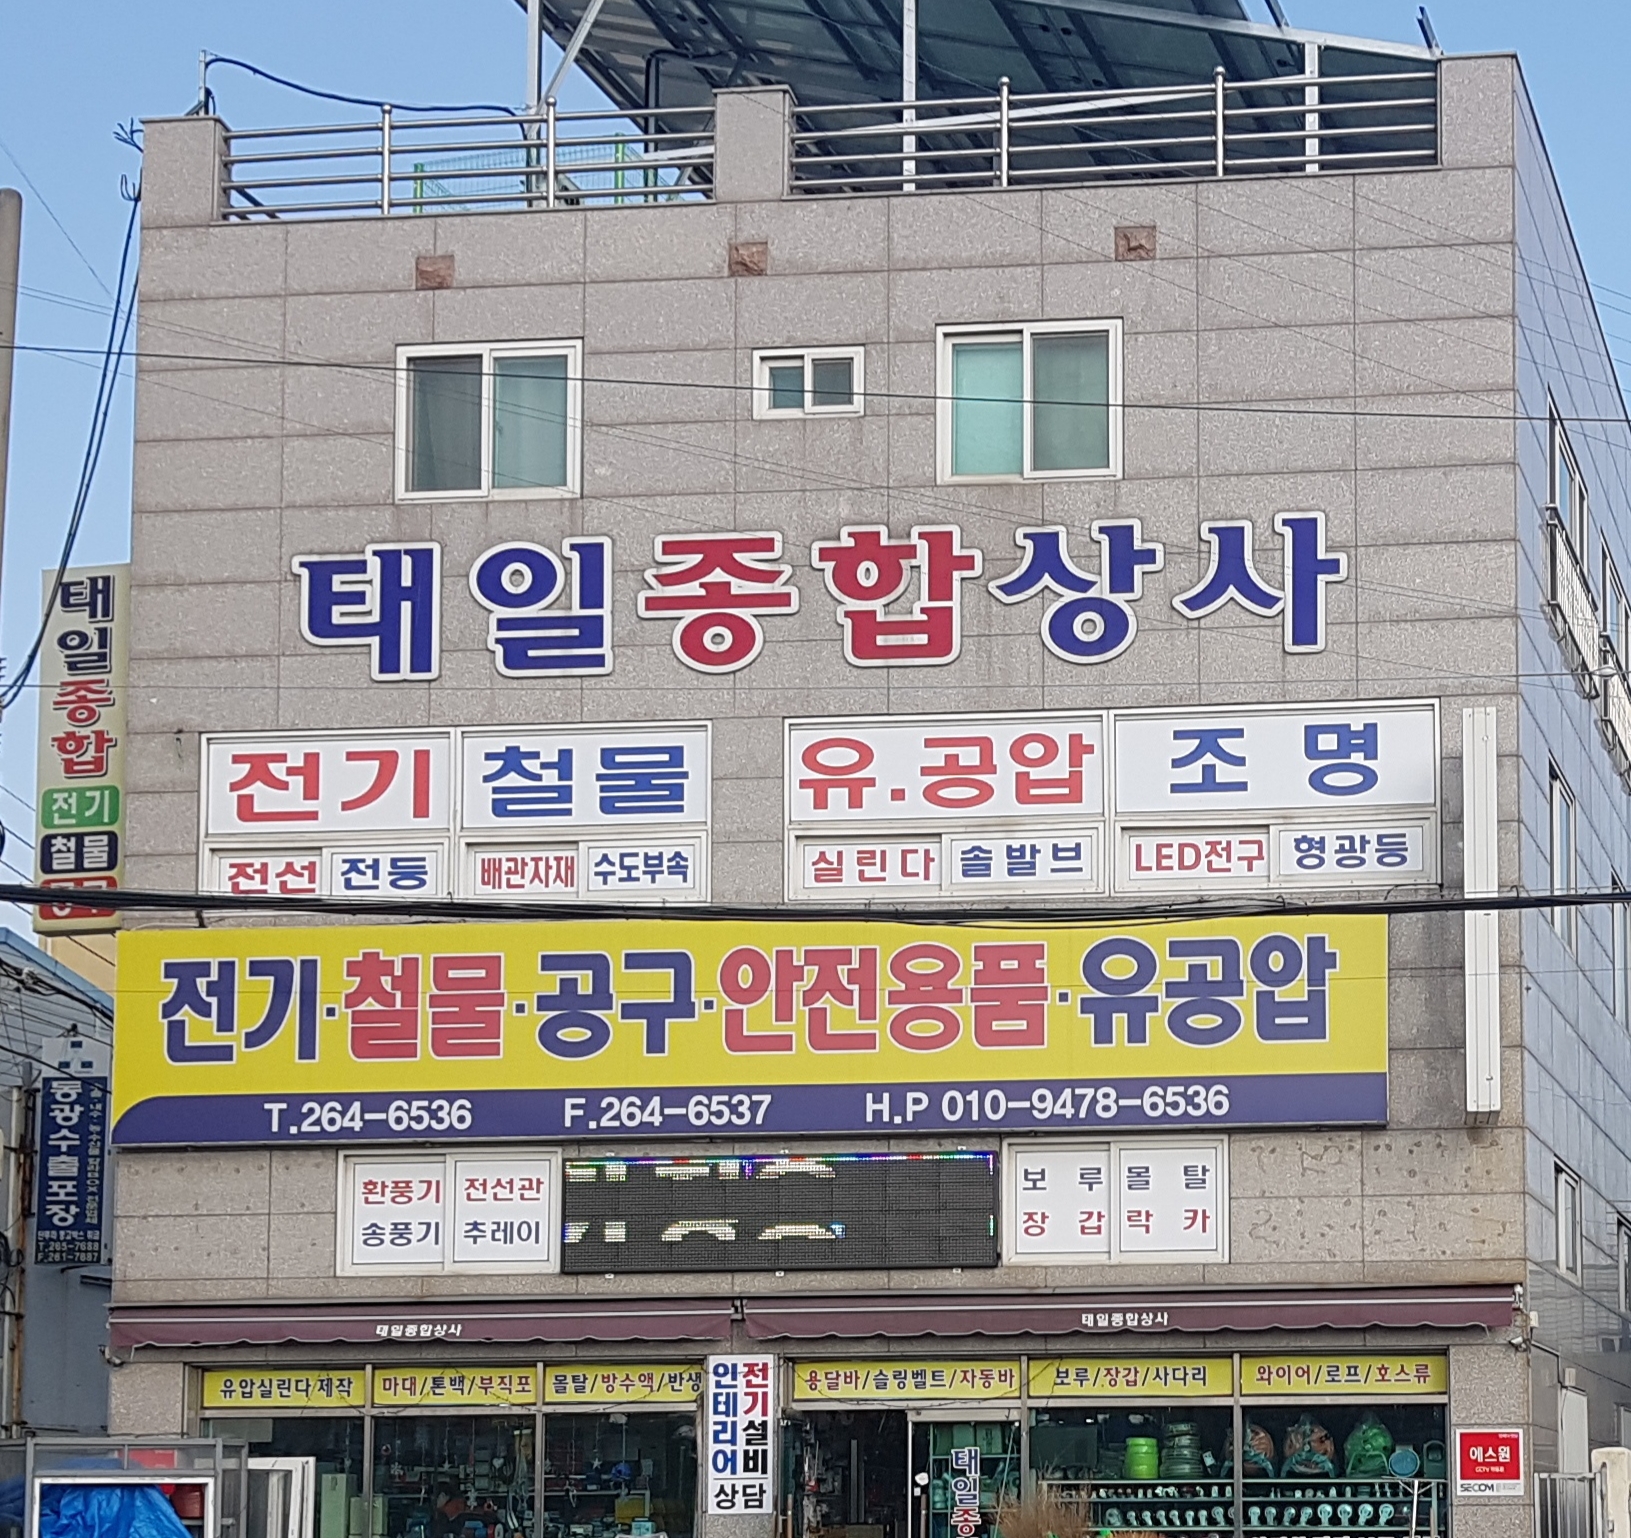 태일종합상사
태일종합
전기
철물
전기 철물 유.공압 조명
전선 전등 배관자재 수도부속 실린다 솔발브 LED전구 형광등
전기·철물·공구·안전용품·유공압
T.264-6536 F.264-6537 H.P 010-9478-6536
동광수출포장
T.265-7688
F.261-7887
환풍기 전선관
송풍기 추레이
보루 몰탈
장갑 락카
태일종합상사 태일종합상사
유압실린다 제작 마대/톤백/부직포 몰탈/방수액/반생 용달바/슬링벨트/자동바 보루/장갑/사다리 와이어/로프/호스류
전기설비
인테리어
상담
태일종
에스원
SECOM